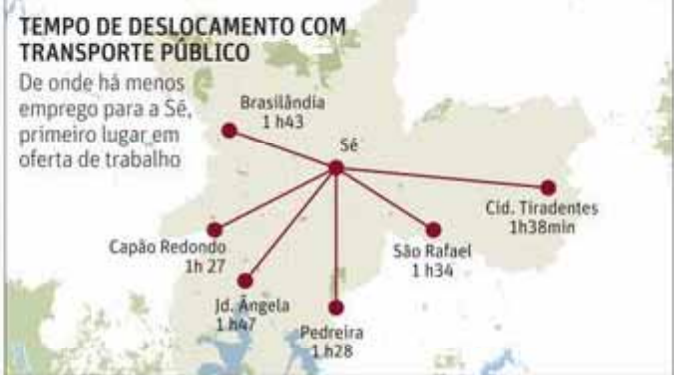 TEMPO DE DESLOCAMENTO COM
TRANSPORTE PÚBLICO
De onde há menos
emprego para a Sé,
primeiro lugar em
oferta de trabalho
Brasilândia
1 h43
Sé
Cid. Tiradentes
1h38min
São Rafael
1 h34
Capão Redondo
1h 27
Jd. Ângela
1 h47
Pedreira
1 h28